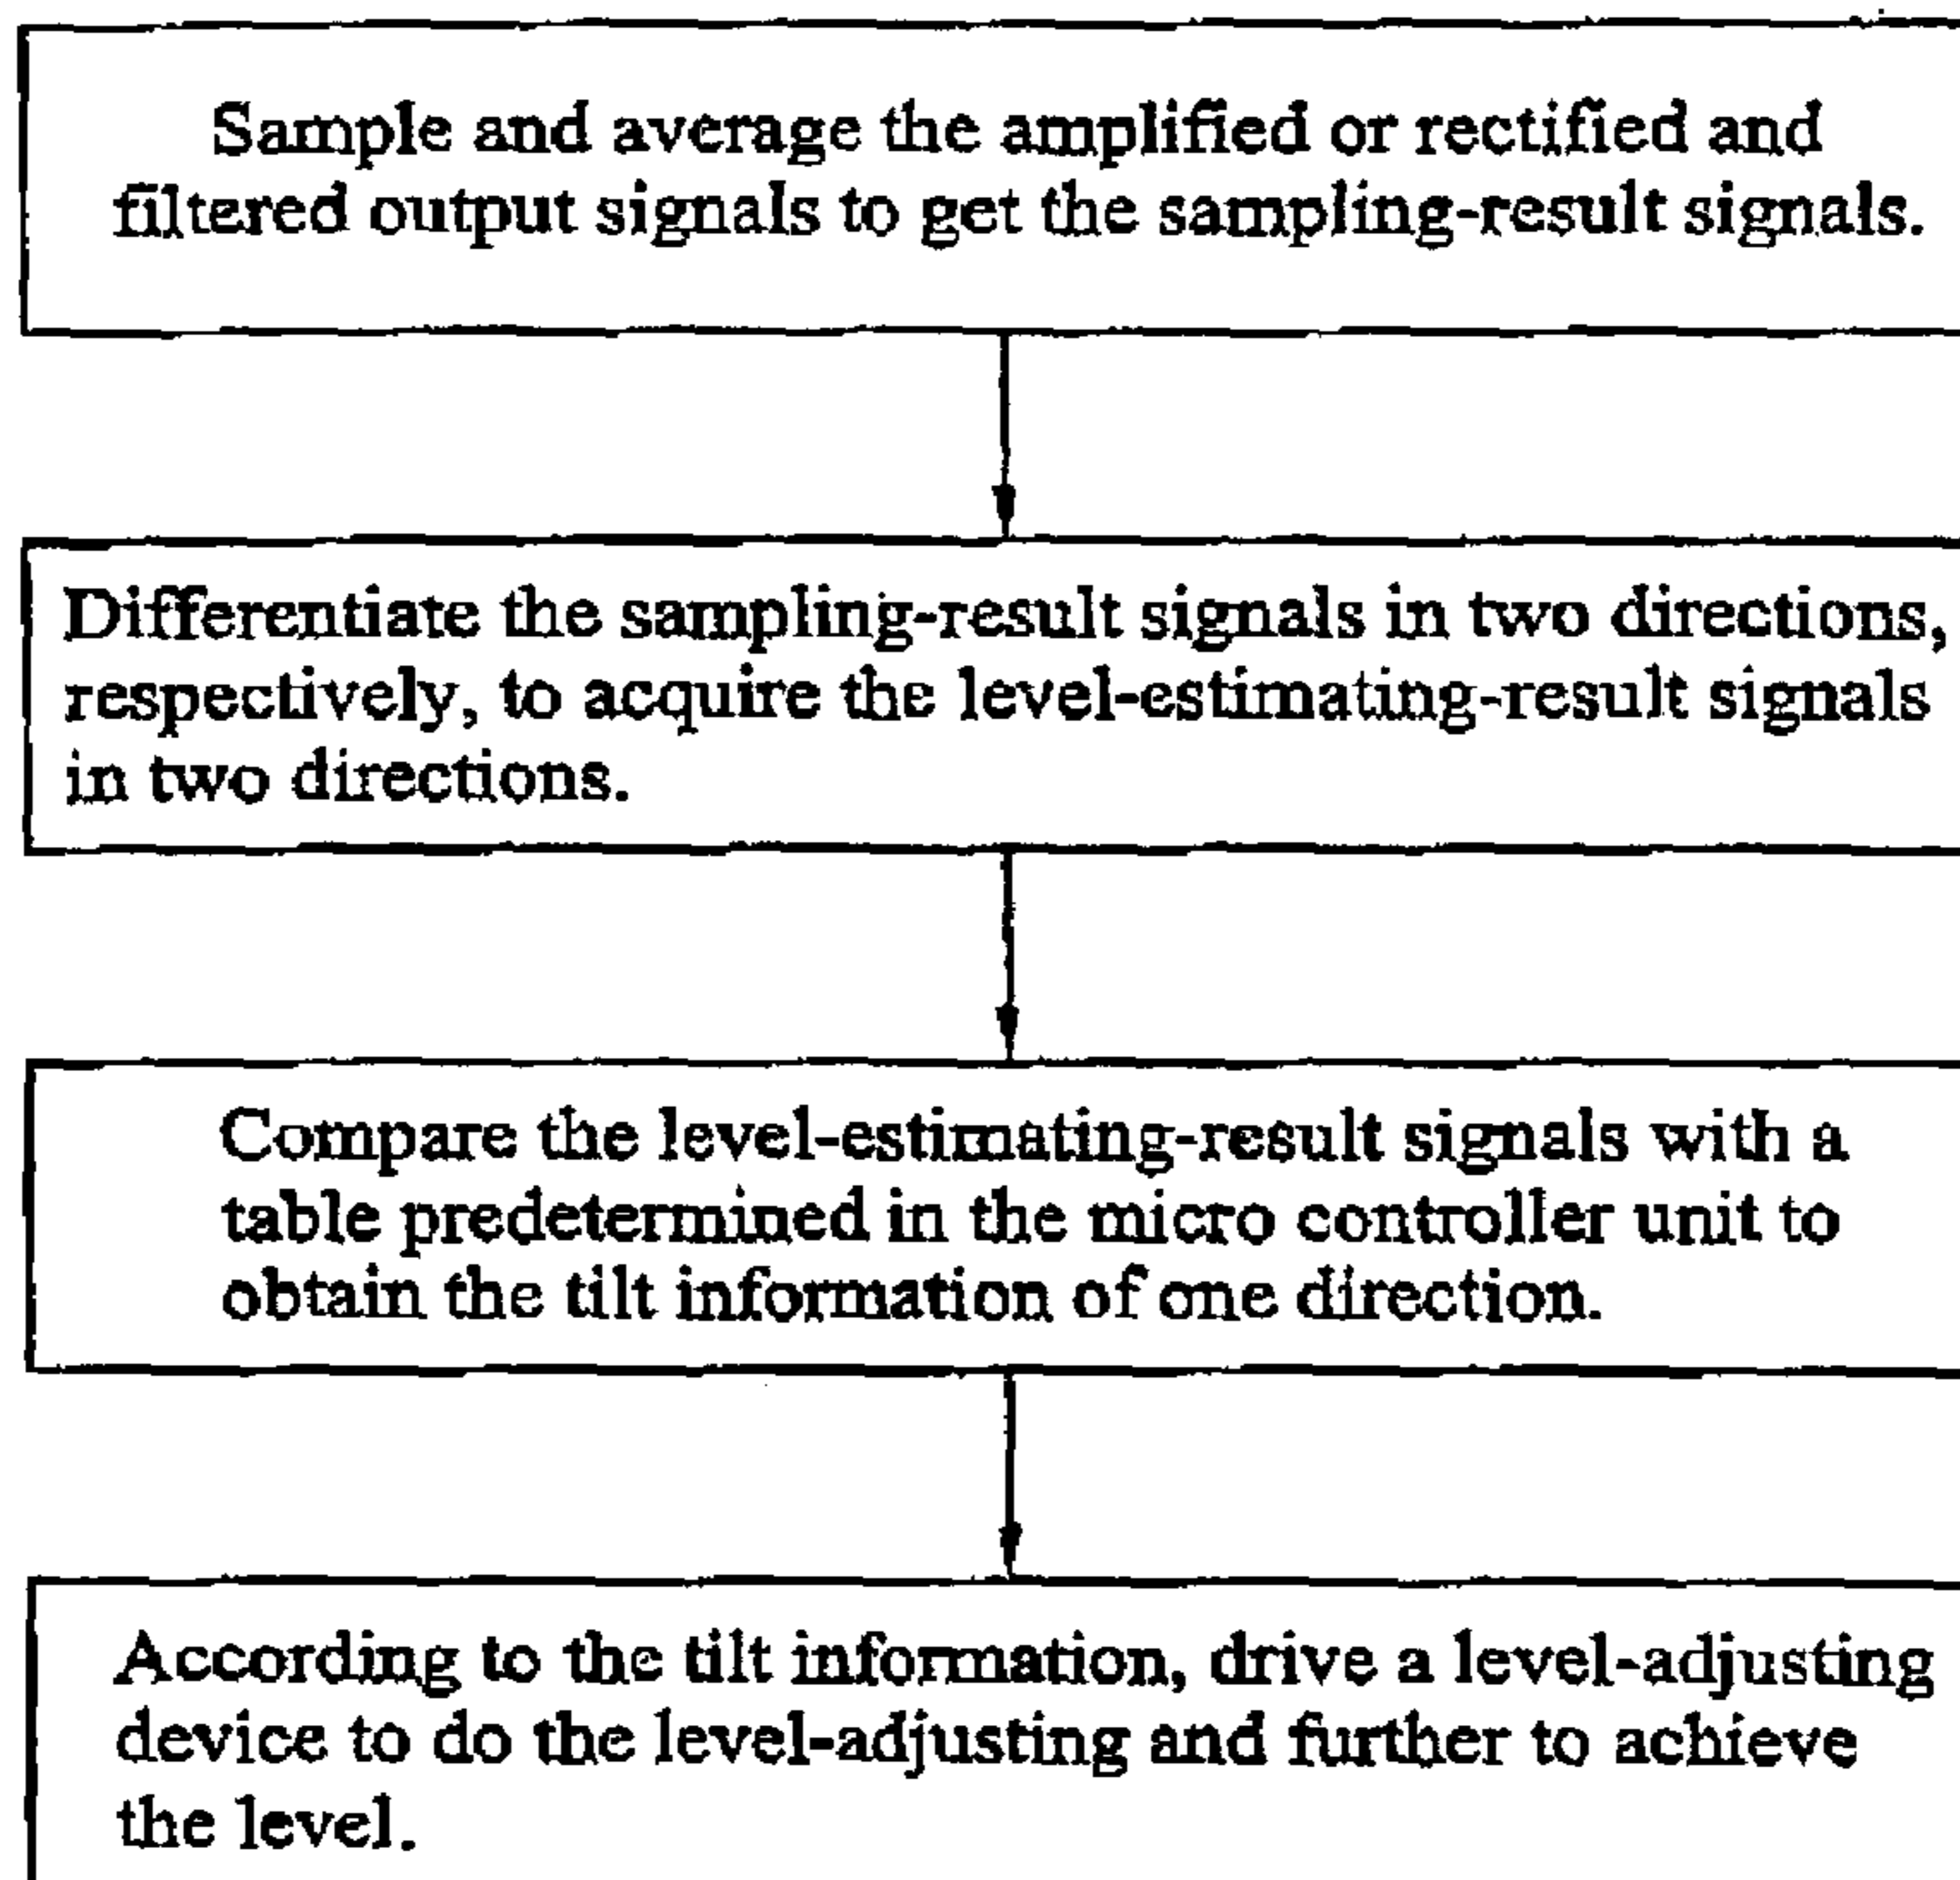 Sample and average the amplified or rectified and
filtered output signals to get the sampling-result signals.
Differentiate the sampling-result signals in two directions,
respectively, to acquire the level-estimating-result signals
in two directions.
Compare the level-estimating-result signals with a
table predetermined in the micro controller unit to
obtain the tilt information of one direction.
According to the tilt information, drive a level-adjusting
device to do the level-adjusting and further to achieve
the level.